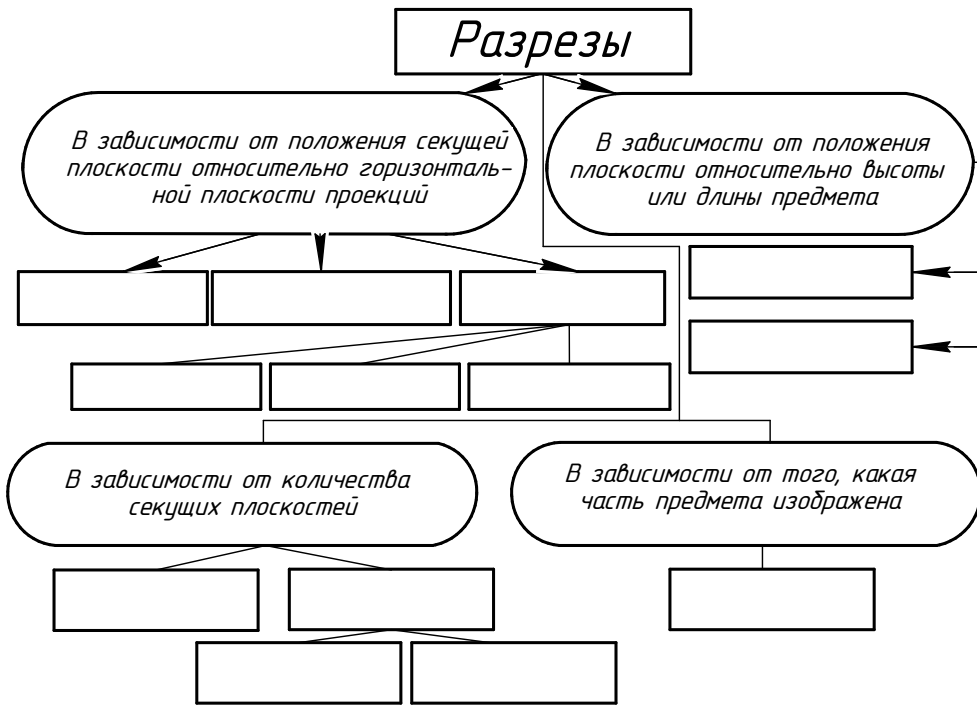 Разрезы
В зависимости от положения секущей
плоскости относительно горизонталь-
ной плоскости проекций
В зависимости от положения
плоскости относительно высоты
или длины предмета
В зависимости от количества
секущих плоскостей
В зависимости от того, какая
часть предмета изображена